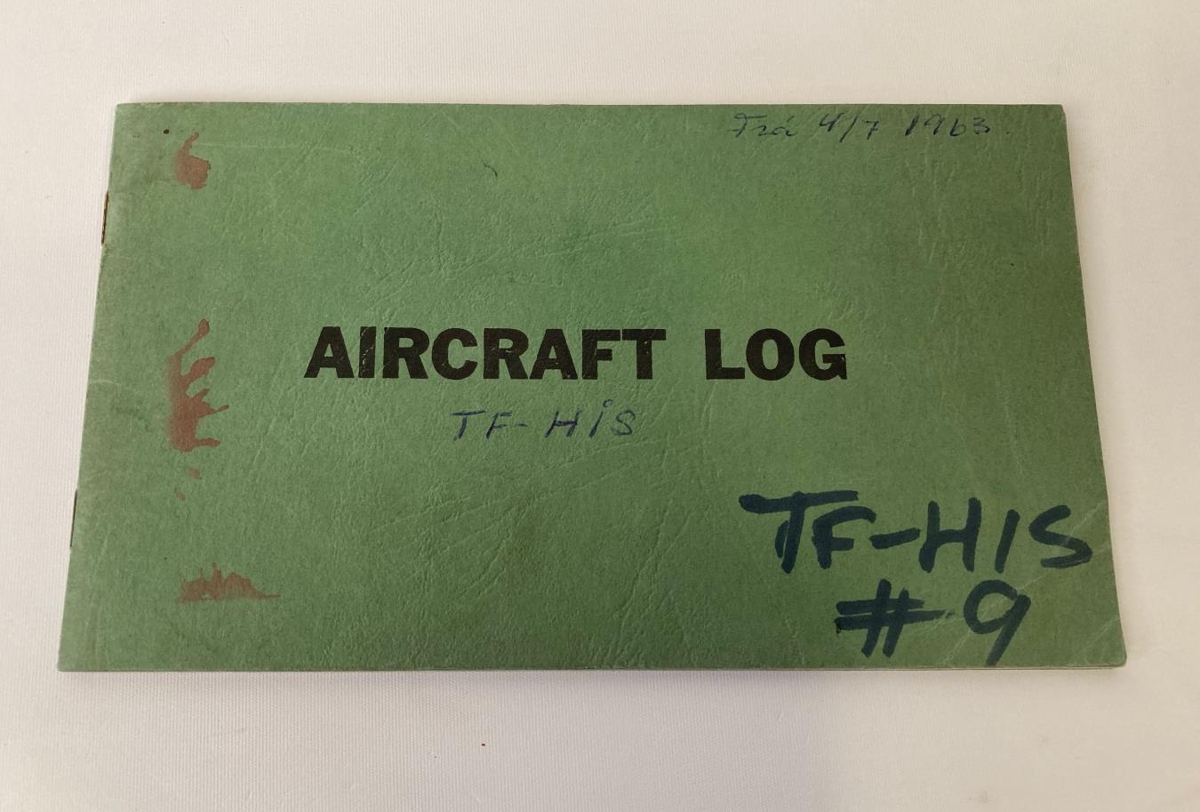 Frá 4/7 1963.
AIRCRAFT LOG
TF-HiS
TF-HIS
#9